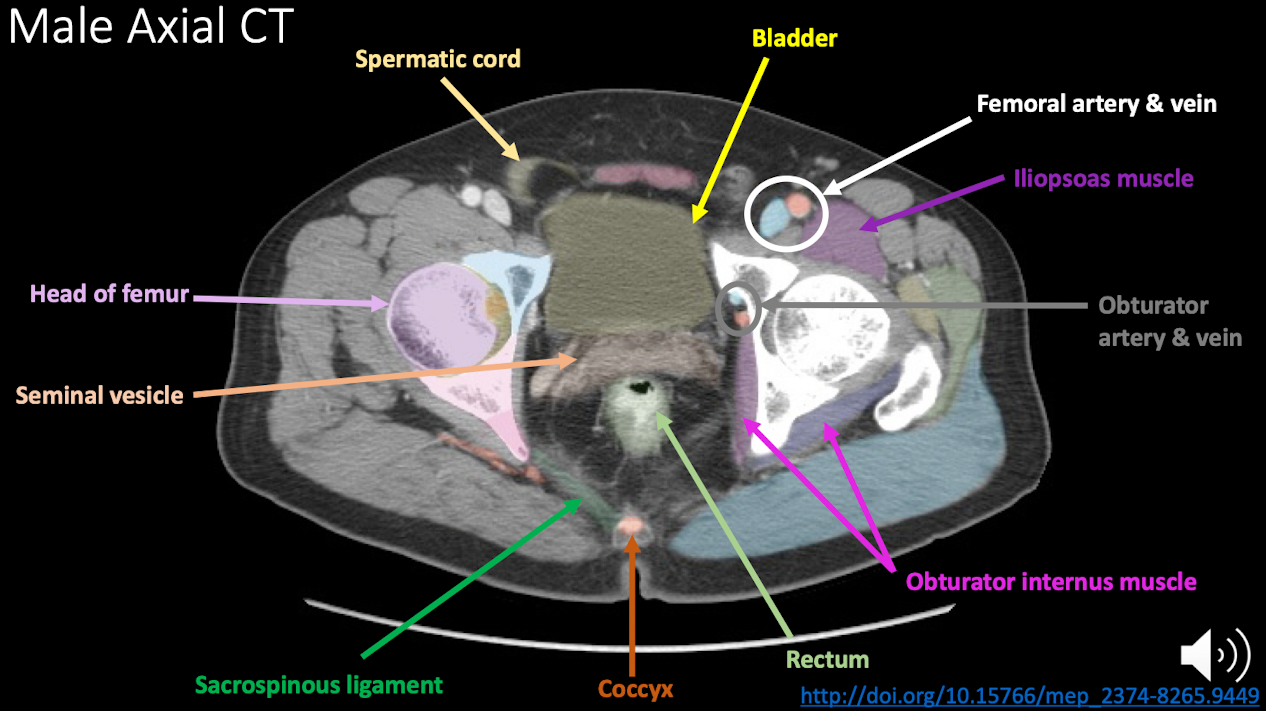 Male Axial CT
Spermatic cord
Bladder
Femoral artery & vein
Iliopsoas muscle
Head of femur
Obturator
artery & vein
Seminal vesicle
Obturator internus muscle
Rectum
Sacrospinous ligament
Coccyx
http://doi.org/10.15766/mep_2374-8265.9449